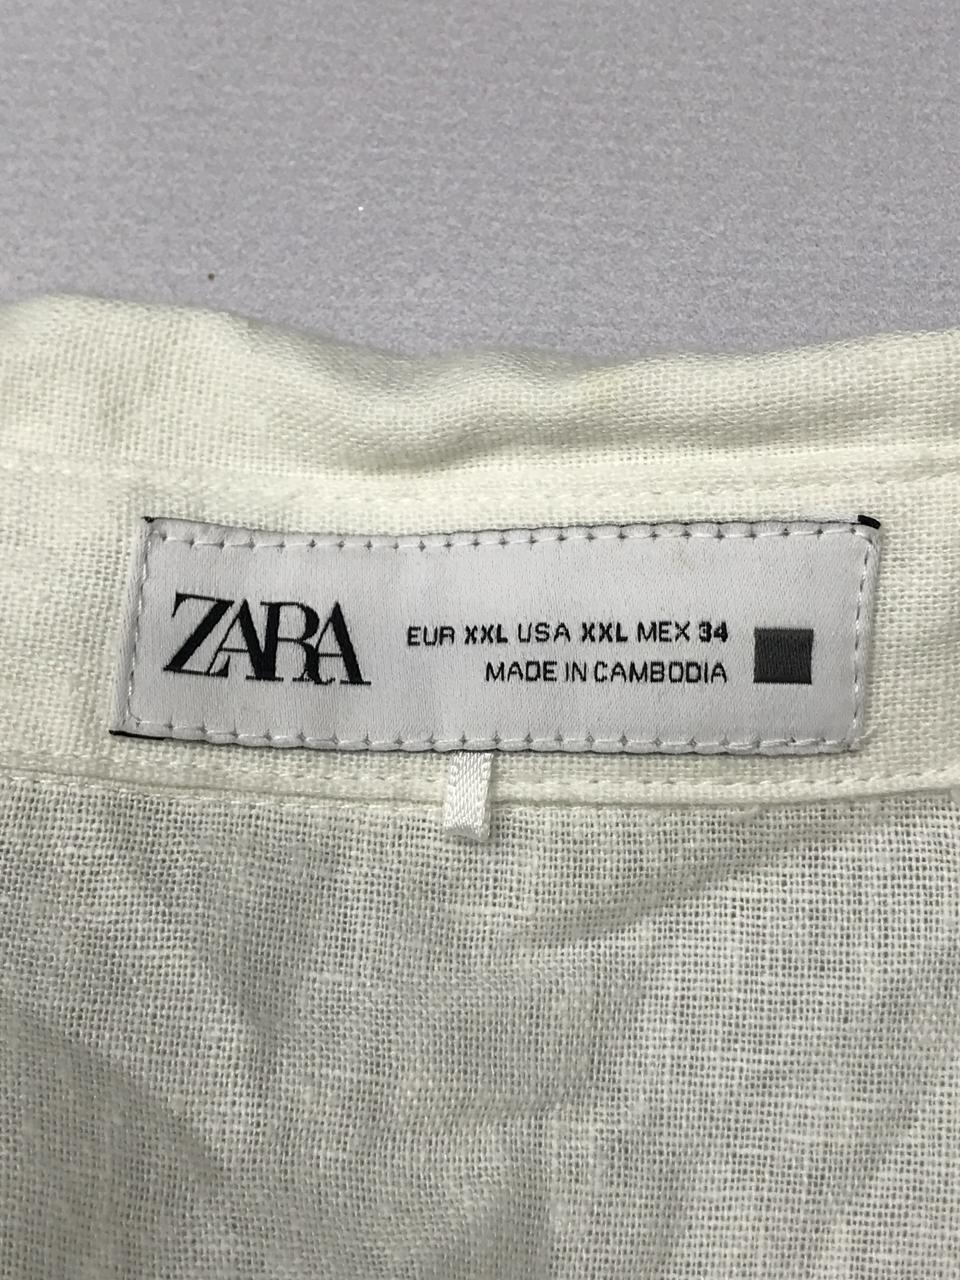 ZARA
EUR XXL USA XXL MEX 34
MADE IN CAMBODIA